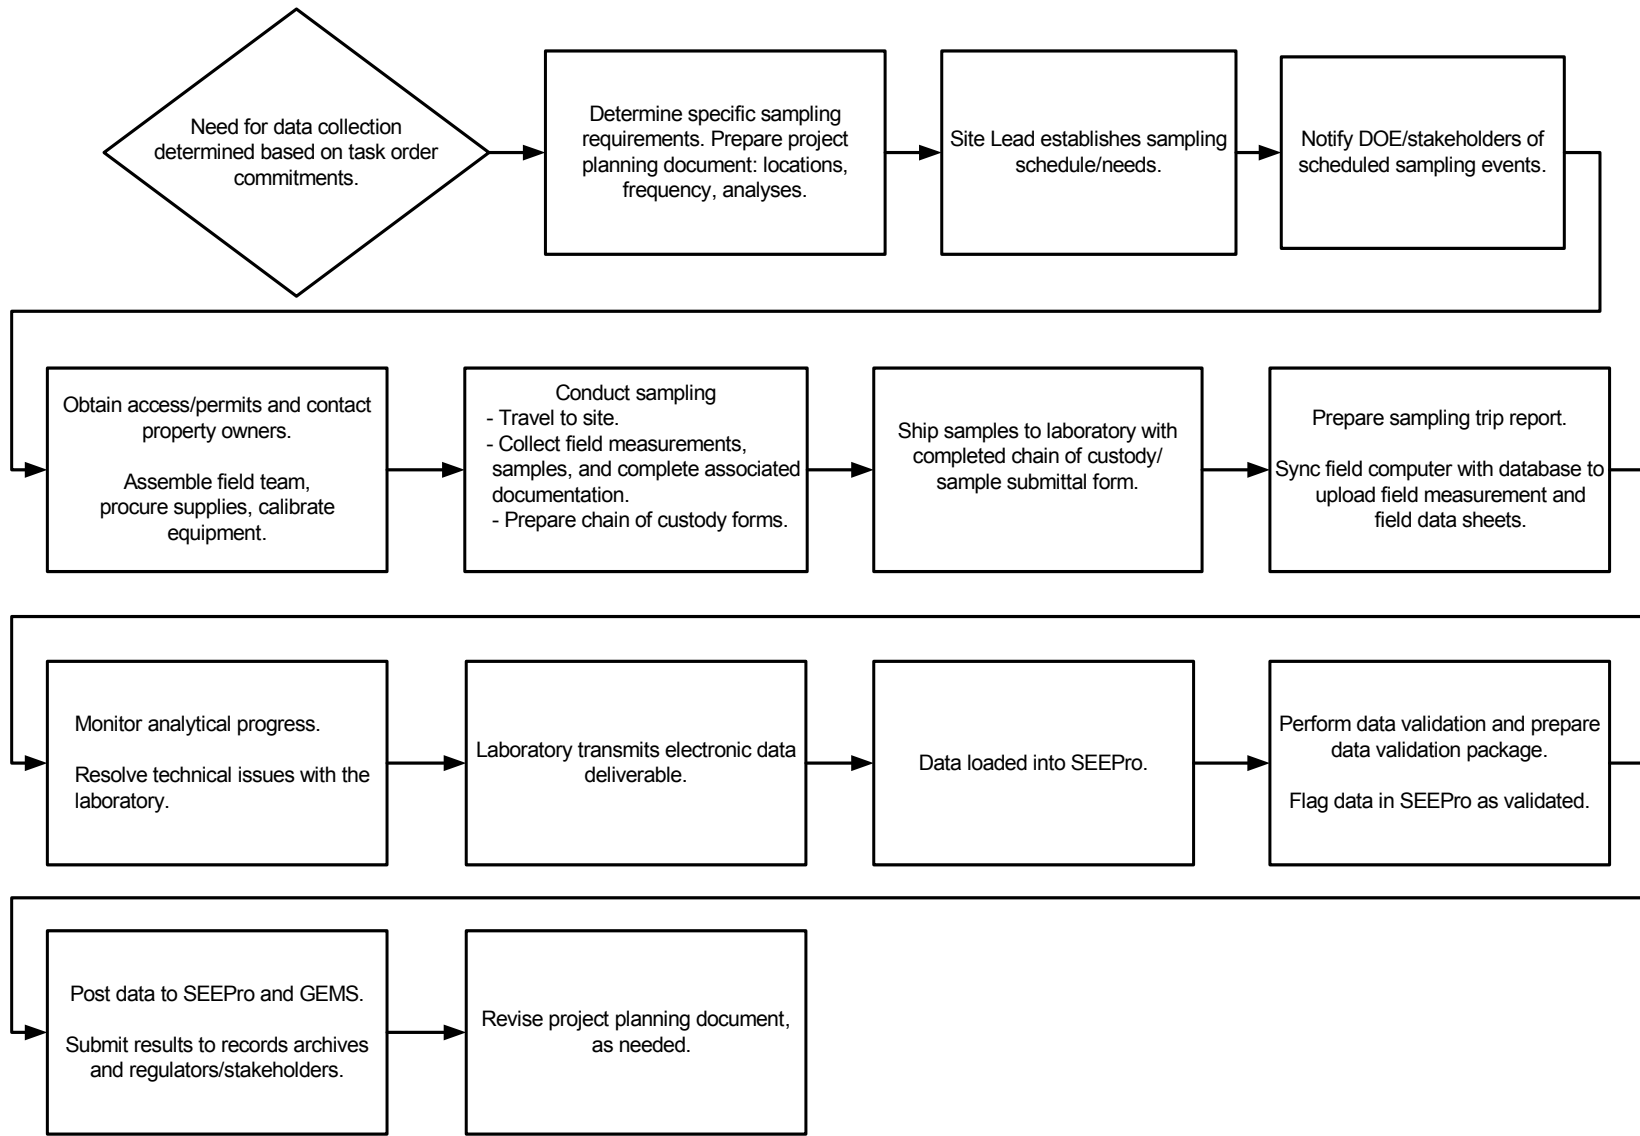 Need for data collection
determined based on task order
commitments.
Determine specific sampling
requirements. Prepare project
planning document: locations,
frequency, analyses.
Site Lead establishes sampling
schedule/needs.
Notify DOE/stakeholders of
scheduled sampling events.
Obtain access/permits and contact
property owners.
Assemble field team,
procure supplies, calibrate
equipment.
Conduct sampling
- Travel to site.
- Collect field measurements,
samples, and complete associated
documentation.
- Prepare chain of custody forms.
Ship samples to laboratory with
completed chain of custody/
sample submittal form.
Prepare sampling trip report.
Sync field computer with database to
upload field measurement and
field data sheets.
Monitor analytical progress.
Resolve technical issues with the
laboratory.
Laboratory transmits electronic data
deliverable.
Data loaded into SEEPro.
Perform data validation and prepare
data validation package.
Flag data in SEEPro as validated.
Post data to SEEPro and GEMS.
Submit results to records archives
and regulators/stakeholders.
Revise project planning document,
as needed.